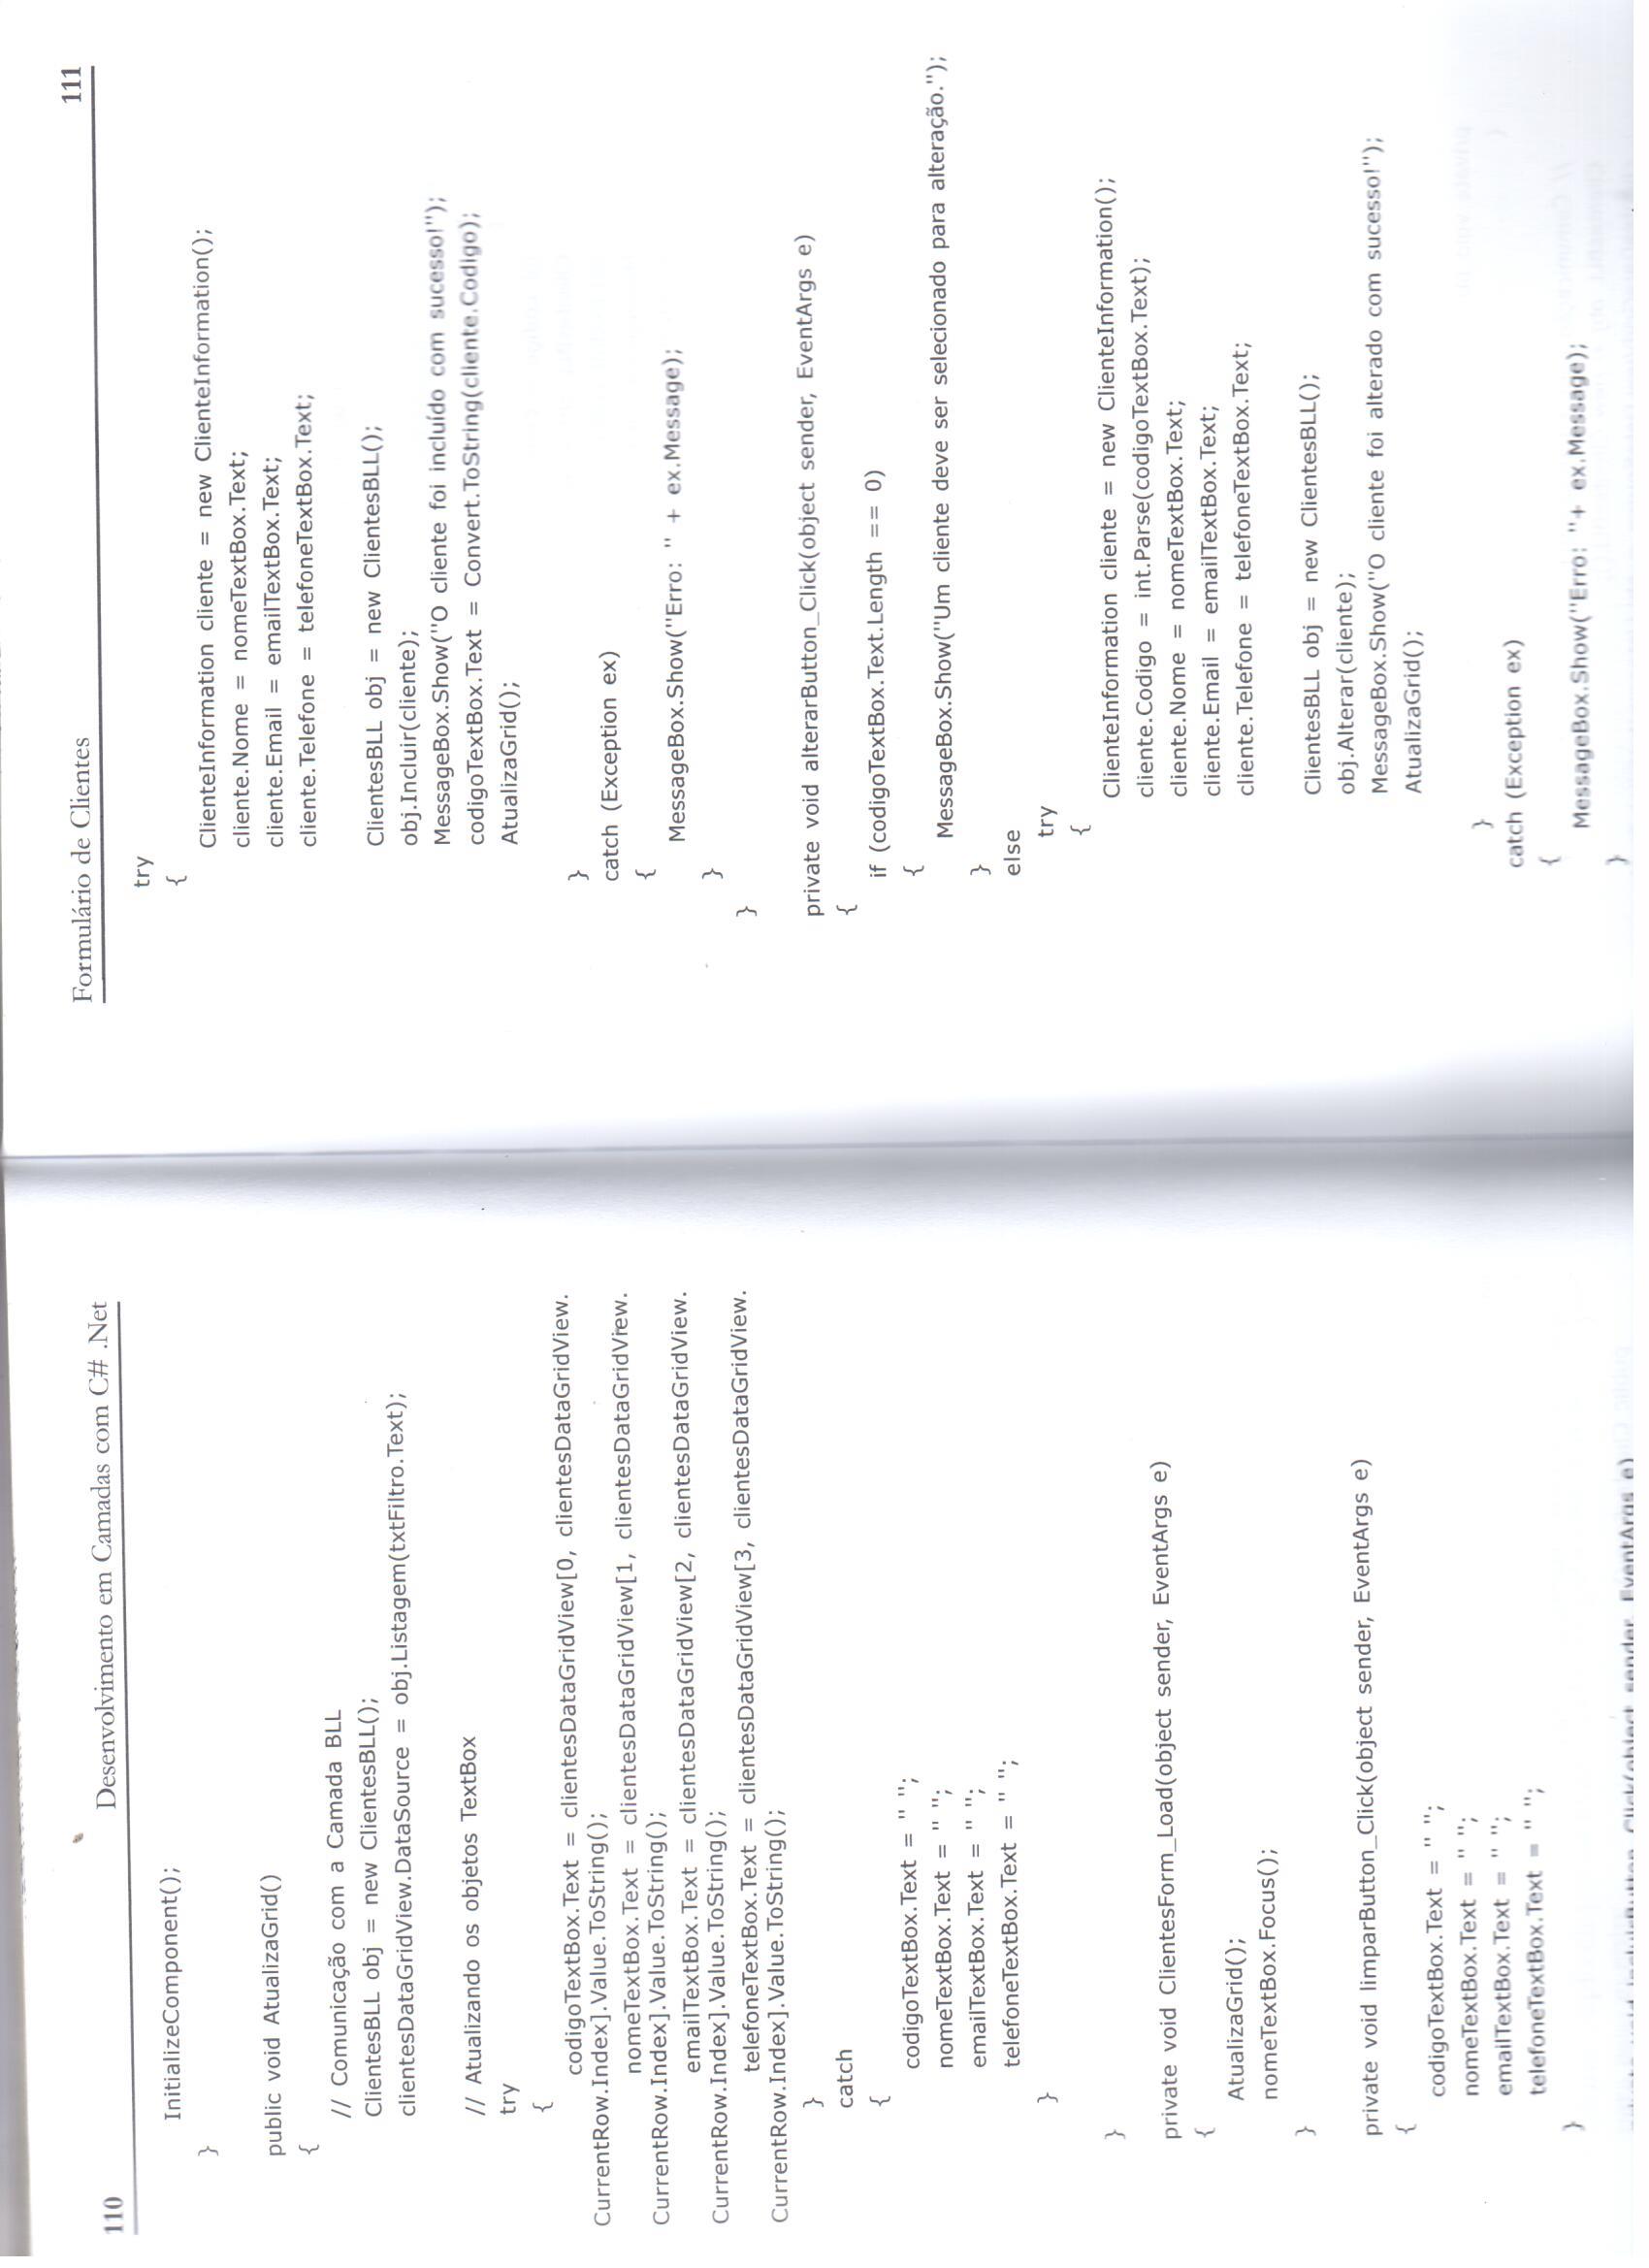 110
Desenvolvimento em Camadas com C# .Net
InitializeComponent();
}
public void AtualizaGrid()
{
// Comunicação com a Camada BLL
ClientesBLL obj = new ClientesBLL();
clientesDataGridView.DataSource = obj.Listagem(txtFiltro.Text);
// Atualizando os objetos TextBox
try
{
codigoTextBox.Text = clientesDataGridView[0, clientesDataGridView.
CurrentRow.Index].Value.ToString();
nomeTextBox.Text = clientesDataGridView[1, clientesDataGridView.
CurrentRow.Index].Value.ToString();
emailTextBox.Text = clientesDataGridView[2, clientesDataGridView.
CurrentRow.Index].Value.ToString();
telefoneTextBox.Text = clientesDataGridView[3, clientesDataGridView.
CurrentRow.Index].Value.ToString();
}
catch
{
codigoTextBox.Text = " ";
nomeTextBox.Text = " ";
emailTextBox.Text = " ";
telefoneTextBox.Text = " ";
}
}
private void ClientesForm_Load(object sender, EventArgs e)
{
AtualizaGrid();
nomeTextBox.Focus();
}
private void limparButton_Click(object sender, EventArgs e)
{
codigoTextBox.Text = " ";
nomeTextBox.Text = " ";
emailTextBox.Text = " ";
telefoneTextBox.Text = " ";
}
Click(object sender, EventArgs e)
Formulário de Clientes
111
try
{
ClienteInformation cliente = new ClienteInformation();
cliente.Nome = nomeTextBox.Text;
cliente.Email = emailTextBox.Text;
cliente.Telefone = telefoneTextBox.Text;
ClientesBLL obj = new ClientesBLL();
obj.Incluir(cliente);
MessageBox.Show("O cliente foi incluído com sucesso!");
codigoTextBox.Text = Convert.ToString(cliente.Codigo);
AtualizaGrid();
}
catch (Exception ex)
{
MessageBox.Show("Erro: " + ex.Message);
}
}
private void alterarButton_Click(object sender, EventArgs e)
{
if (codigoTextBox.Text.Length == 0)
{
MessageBox.Show("Um cliente deve ser selecionado para alteração.");
}
else
try
{
ClienteInformation cliente = new ClienteInformation();
cliente.Codigo = int.Parse(codigoTextBox.Text);
cliente.Nome = nomeTextBox.Text;
cliente.Email = emailTextBox.Text;
cliente.Telefone = telefoneTextBox.Text;
ClientesBLL obj = new ClientesBLL();
obj.Alterar(cliente);
MessageBox.Show("O cliente foi alterado com sucesso!");
AtualizaGrid();
}
catch (Exception ex)
{
MessageBox.Show("Erro: "+ ex.Message);
}